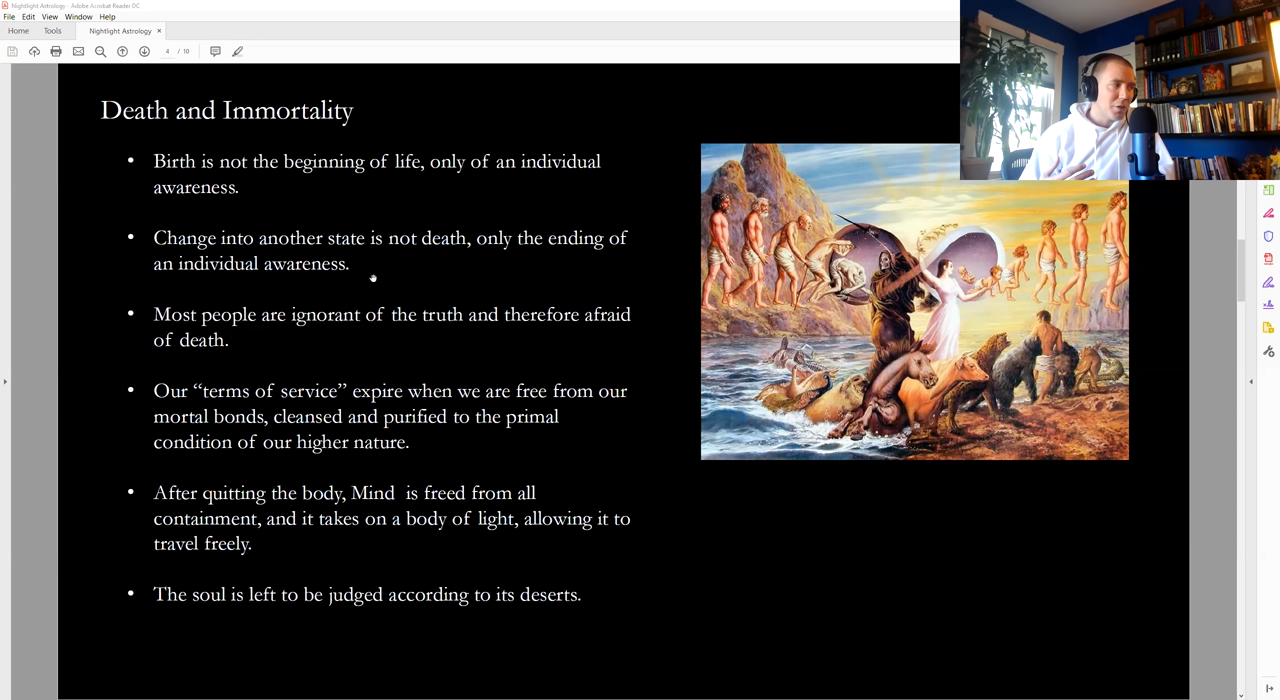 Nightlight Astrology - Adobe Acrobat Reader DC
File Edit View Window Help
Home Tools Nightlight Astrology ×
4 / 10
Death and Immortality
• Birth is not the beginning of life, only of an individual
awareness.
• Change into another state is not death, only the ending of
an individual awareness.
• Most people are ignorant of the truth and therefore afraid
of death.
• Our “terms of service” expire when we are free from our
mortal bonds, cleansed and purified to the primal
condition of our higher nature.
• After quitting the body, Mind is freed from all
containment, and it takes on a body of light, allowing it to
travel freely.
• The soul is left to be judged according to its deserts.